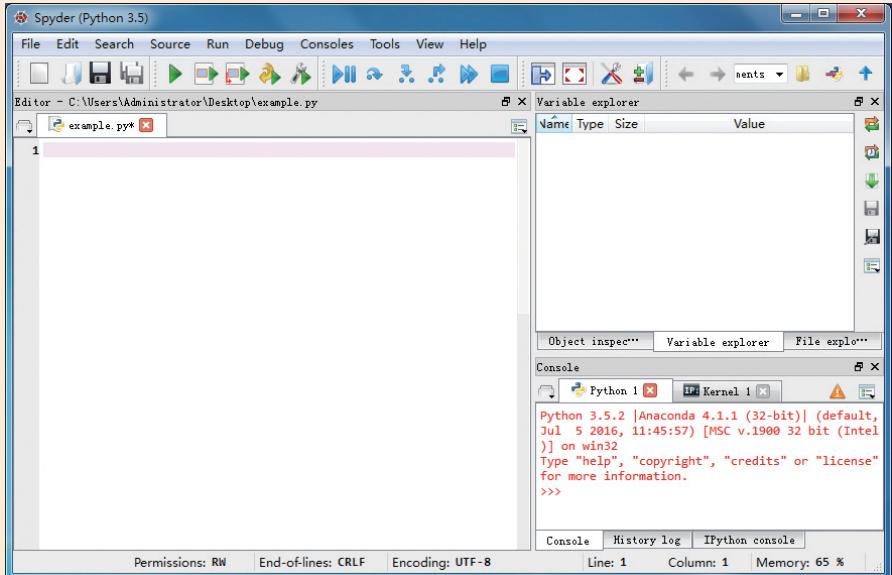 Spyder (Python 3.5)
File Edit Search Source Run Debug Consoles Tools View Help
nents
Editor - C:\Users\Administrator\Desktop\example.py
example.py*
1
Variable explorer
Name Type Size Value
Object inspec… Variable explorer File explo…
Console
Python 1 IP: Kernel 1
Python 3.5.2 |Anaconda 4.1.1 (32-bit)| (default,
Jul 5 2016, 11:45:57) [MSC v.1900 32 bit (Intel
)] on win32
Type "help", "copyright", "credits" or "license"
for more information.
>>>
Console History log IPython console
Permissions: RW End-of-lines: CRLF Encoding: UTF-8 Line: 1 Column: 1 Memory: 65 %